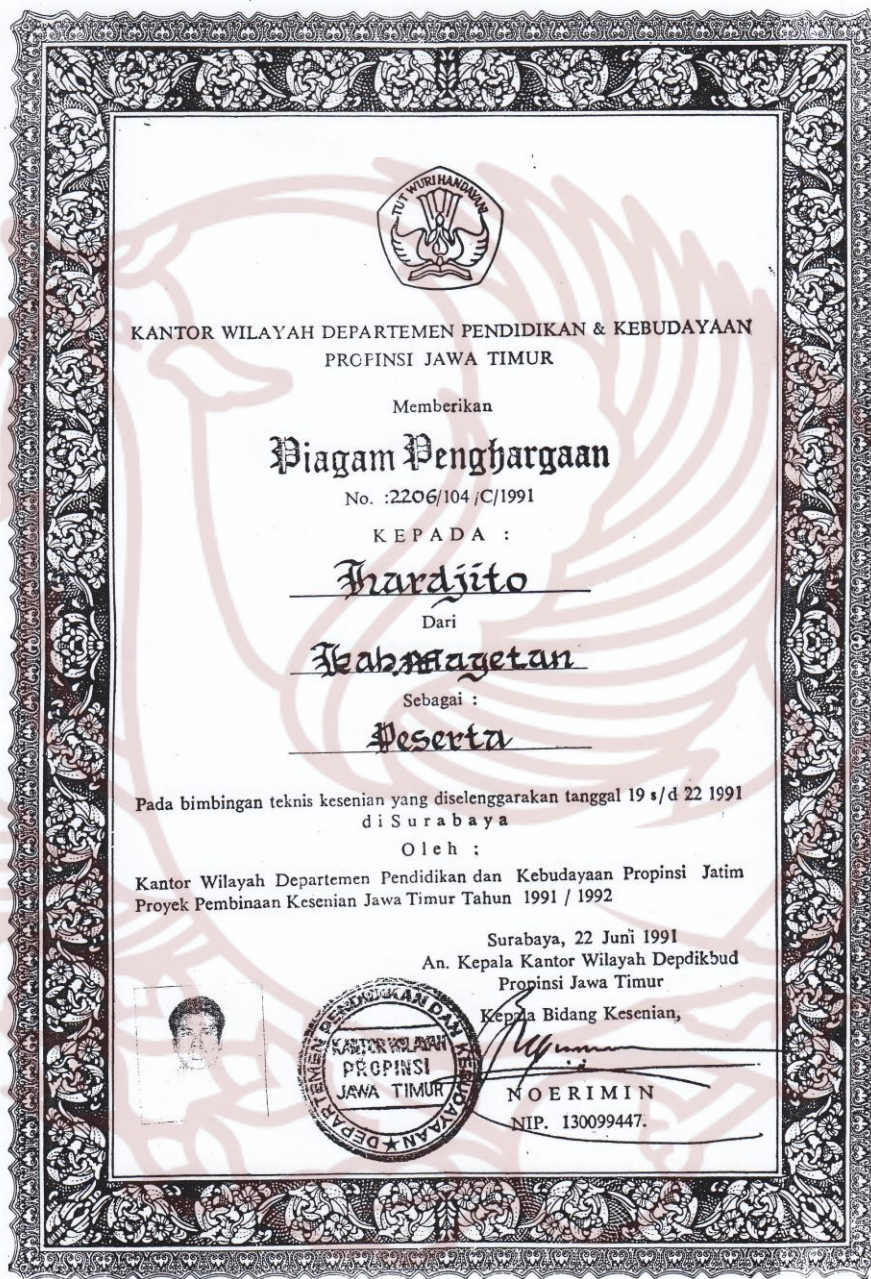 TUT WURI HANDAYANI
KANTOR WILAYAH DEPARTEMEN PENDIDIKAN & KEBUDAYAAN
PROPINSI JAWA TIMUR
Memberikan
Piagam Penghargaan
No. :2206/104 /C/1991
KEPADA :
Hardjito
Dari
Kab.Magetan
Sebagai :
Peserta
Pada bimbingan teknis kesenian yang diselenggarakan tanggal 19 s/d 22 1991
di Surabaya
Oleh :
Kantor Wilayah Departemen Pendidikan dan Kebudayaan Propinsi Jatim
Proyek Pembinaan Kesenian Jawa Timur Tahun 1991 / 1992
Surabaya, 22 Juni 1991
An. Kepala Kantor Wilayah Depdikbud
Propinsi Jawa Timur
Kepala Bidang Kesenian,
DEPARTEMEN PENDIDIKAN DAN KEBUDAYAAN
KANTOR WILAYAH
PROPINSI
JAWA TIMUR
NOERIMIN
NIP. 130099447.